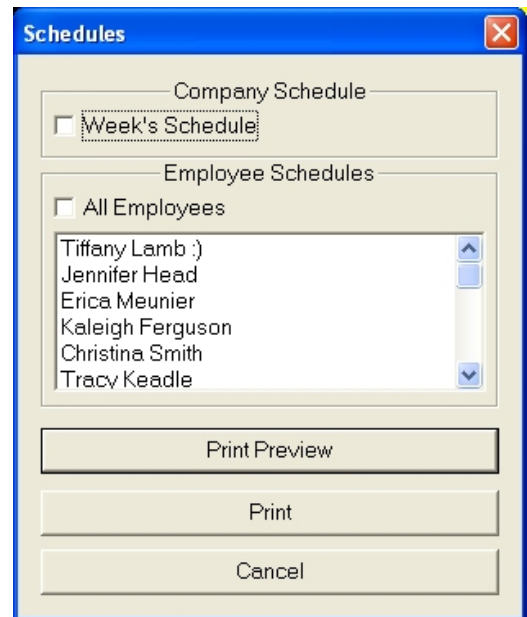 Schedules
Company Schedule
Week's Schedule
Employee Schedules
All Employees
Tiffany Lamb :)
Jennifer Head
Erica Meunier
Kaleigh Ferguson
Christina Smith
Tracy Keadle
Print Preview
Print
Cancel